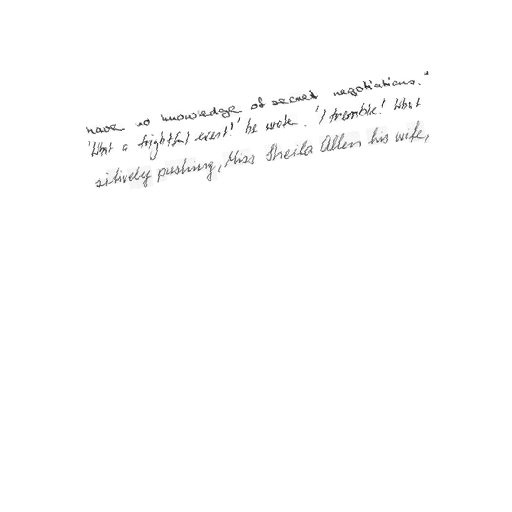 have no knowledge of secret negotiations."
'What a frightful event!' he wrote. 'I tremble! What
sitively pushing, Miss Sheila Allen his wife,